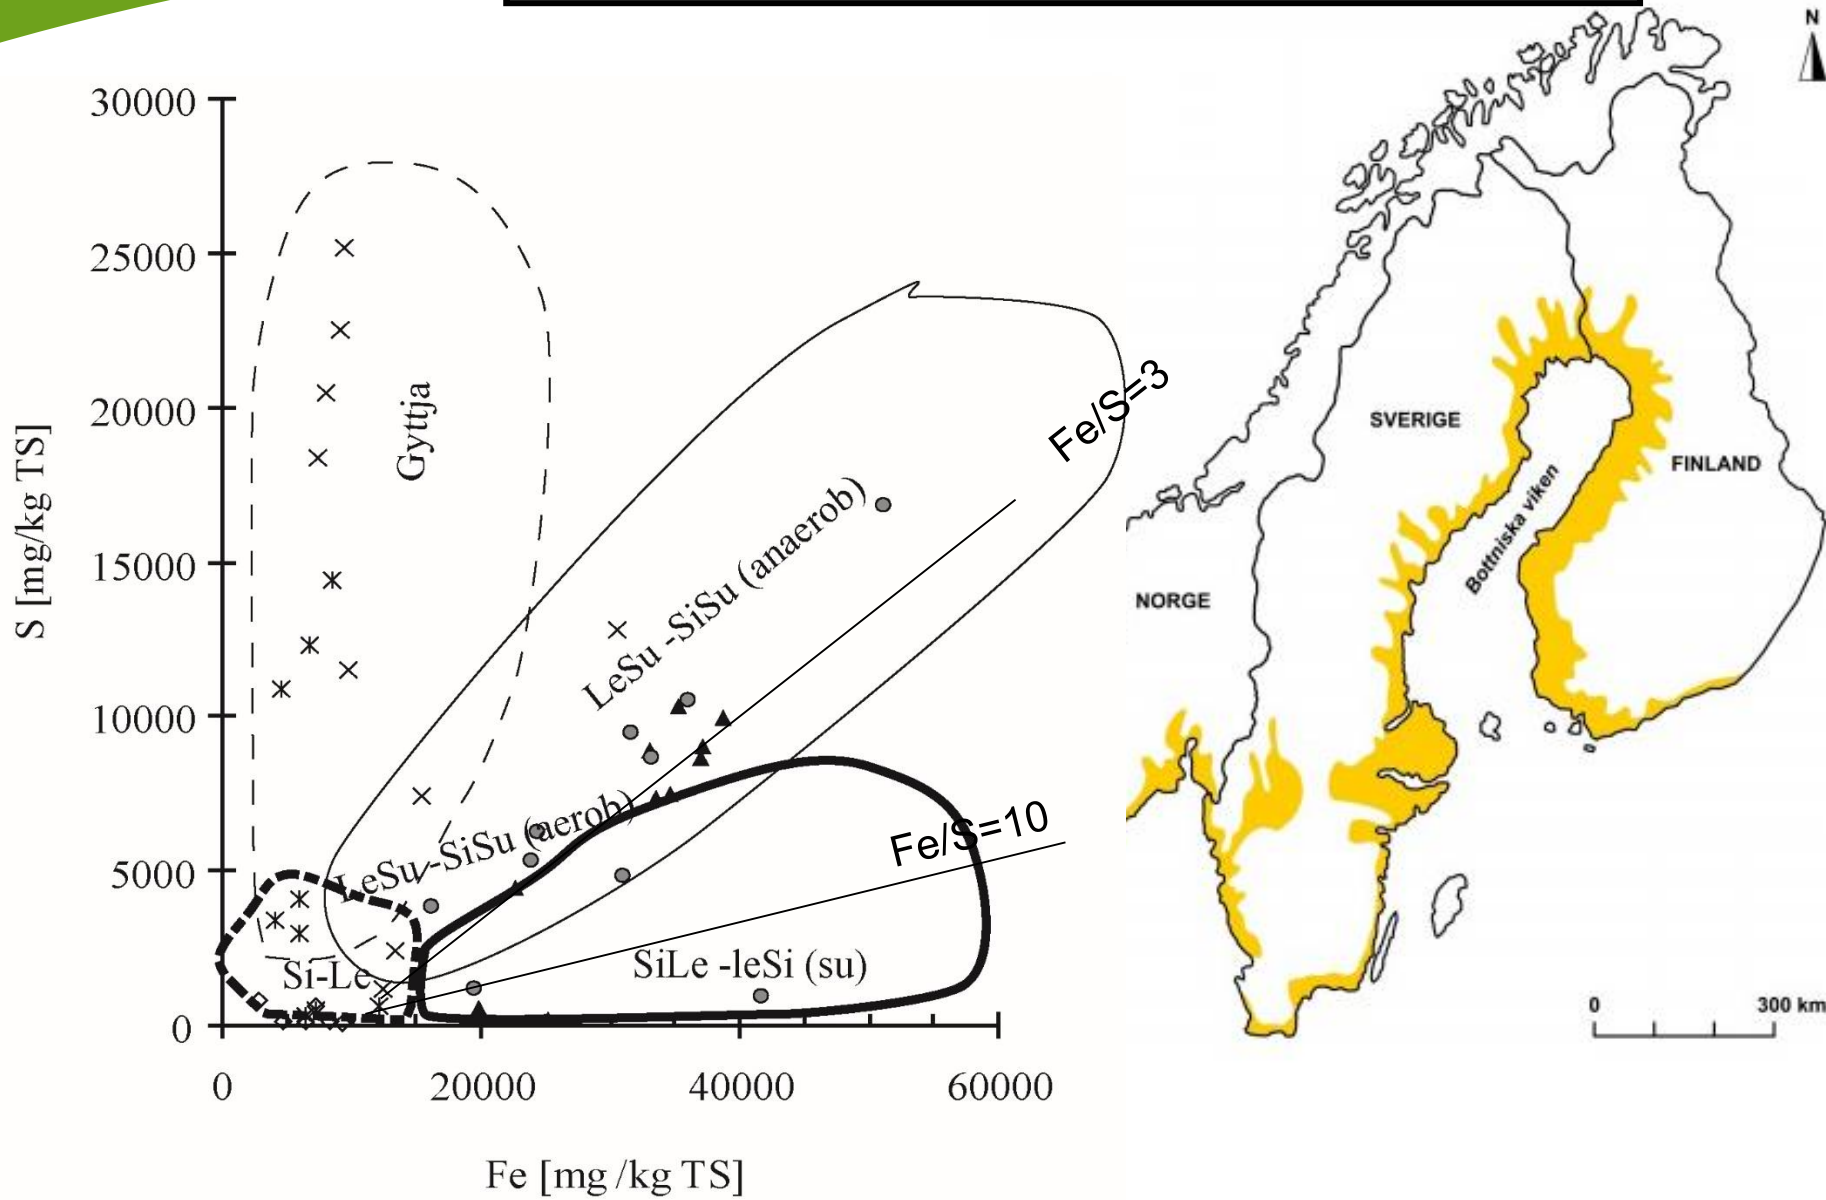 30000
25000
20000
15000
10000
5000
0
S [mg/kg TS]
0
20000
40000
60000
Fe [mg /kg TS]
Gyttja
LeSu -SiSu (anaerob)
LeSu -SiSu (aerob)
Si-Le
SiLe -leSi (su)
Fe/S=3
Fe/S=10
N
SVERIGE
FINLAND
NORGE
Bottniska viken
0
300 km